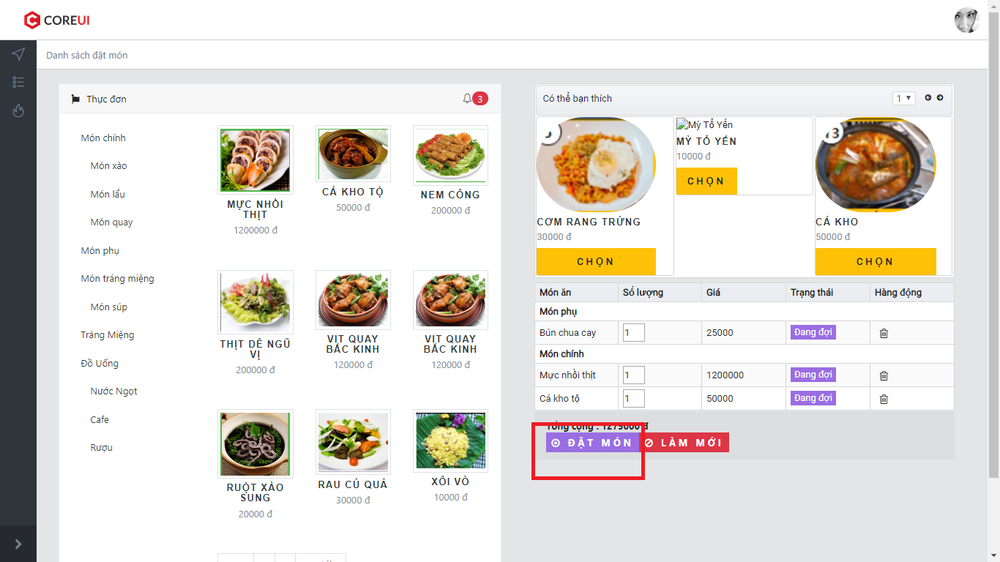 COREUI
Danh sách đặt món
Thực đơn
3
Món chính
Món xào
Món lẩu
Món quay
Món phụ
Món tráng miệng
Món súp
Tráng Miệng
Đồ Uống
Nước Ngọt
Cafe
Rượu
MỰC NHỒI
THỊT
1200000 đ
CÁ KHO TỘ
50000 đ
NEM CÔNG
200000 đ
THỊT DÊ NGŨ
VỊ
200000 đ
VIT QUAY
BẮC KINH
120000 đ
VIT QUAY
BẮC KINH
120000 đ
RUỘT XÀO
SUNG
20000 đ
RAU CỦ QUẢ
30000 đ
XÔI VÒ
10000 đ
Có thể bạn thích
1
CƠM RANG TRỨNG
30000 đ
CHỌN
Mỳ Tổ Yến
MỲ TỔ YẾN
10000 đ
CHỌN
13
CÁ KHO
50000 đ
CHỌN
Món ăn Số lượng Giá Trạng thái Hàng động
Món phụ
Bún chua cay 1 25000 Đang đợi
Món chính
Mực nhồi thịt 1 1200000 Đang đợi
Cá kho tộ 1 50000 Đang đợi
Tổng cộng : 1275000 đ
ĐẶT MÓN LÀM MỚI